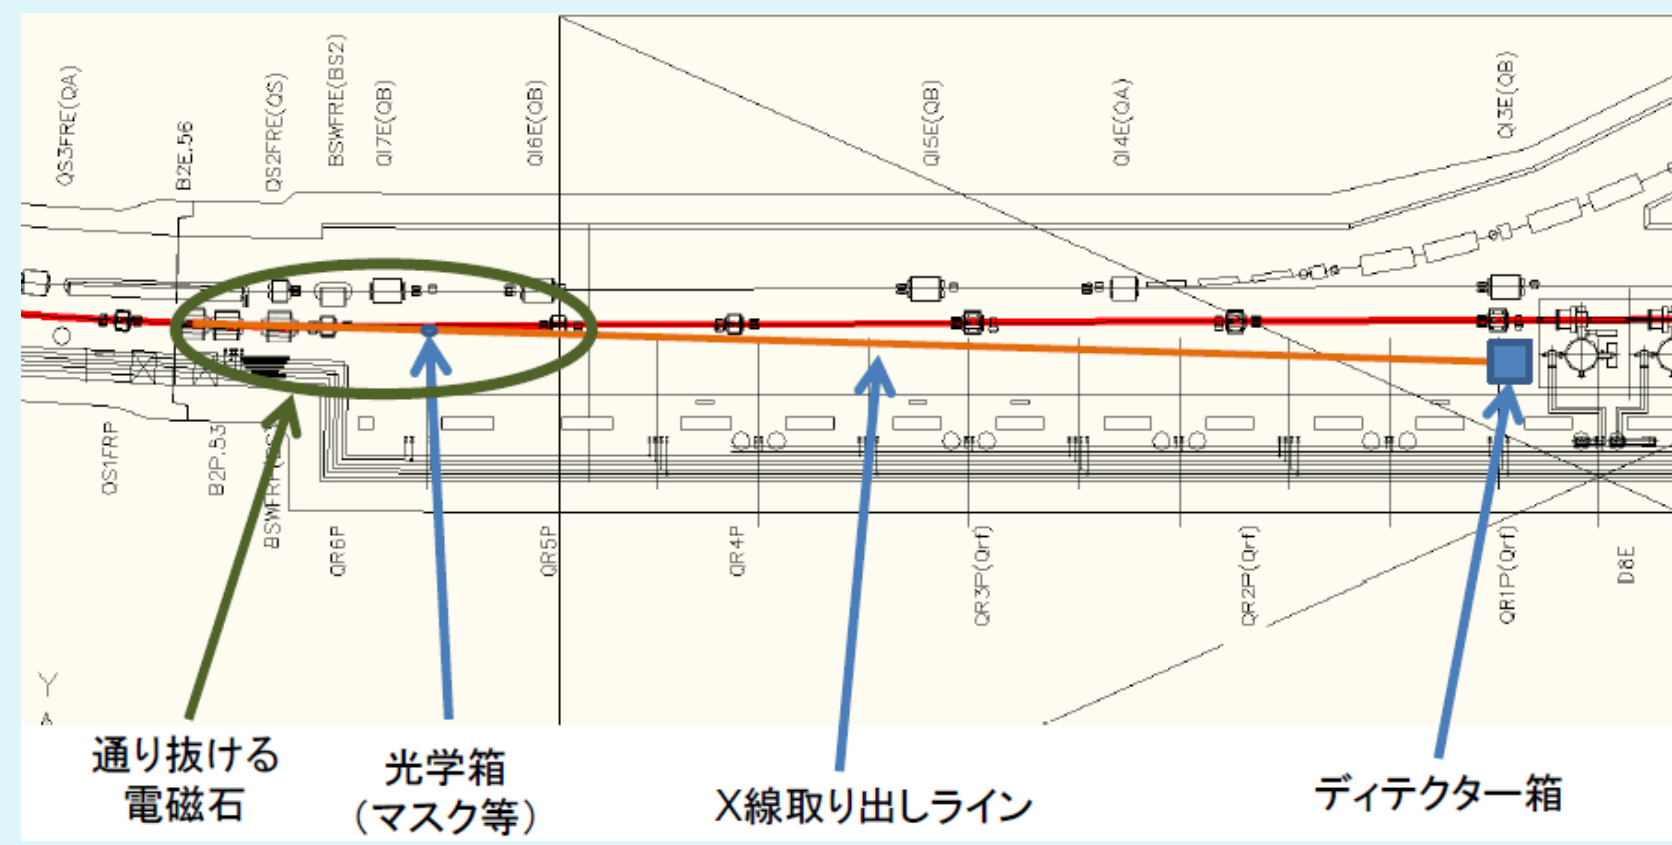 QS3FRE(QA)
B2E.56
QS2FRE(QS)
BSWFRE(BS2)
QI7E(QB)
QI6E(QB)
QI5E(QB)
QI4E(QA)
QI3E(QB)
QS1FRP
B2P.53
QR6P
QR5P
QR4P
QR3P(Qrf)
QR2P(Qrf)
QR1P(Qrf)
D8E
Y
通り抜ける
電磁石
光学箱
(マスク等)
X線取り出しライン
ディテクター箱